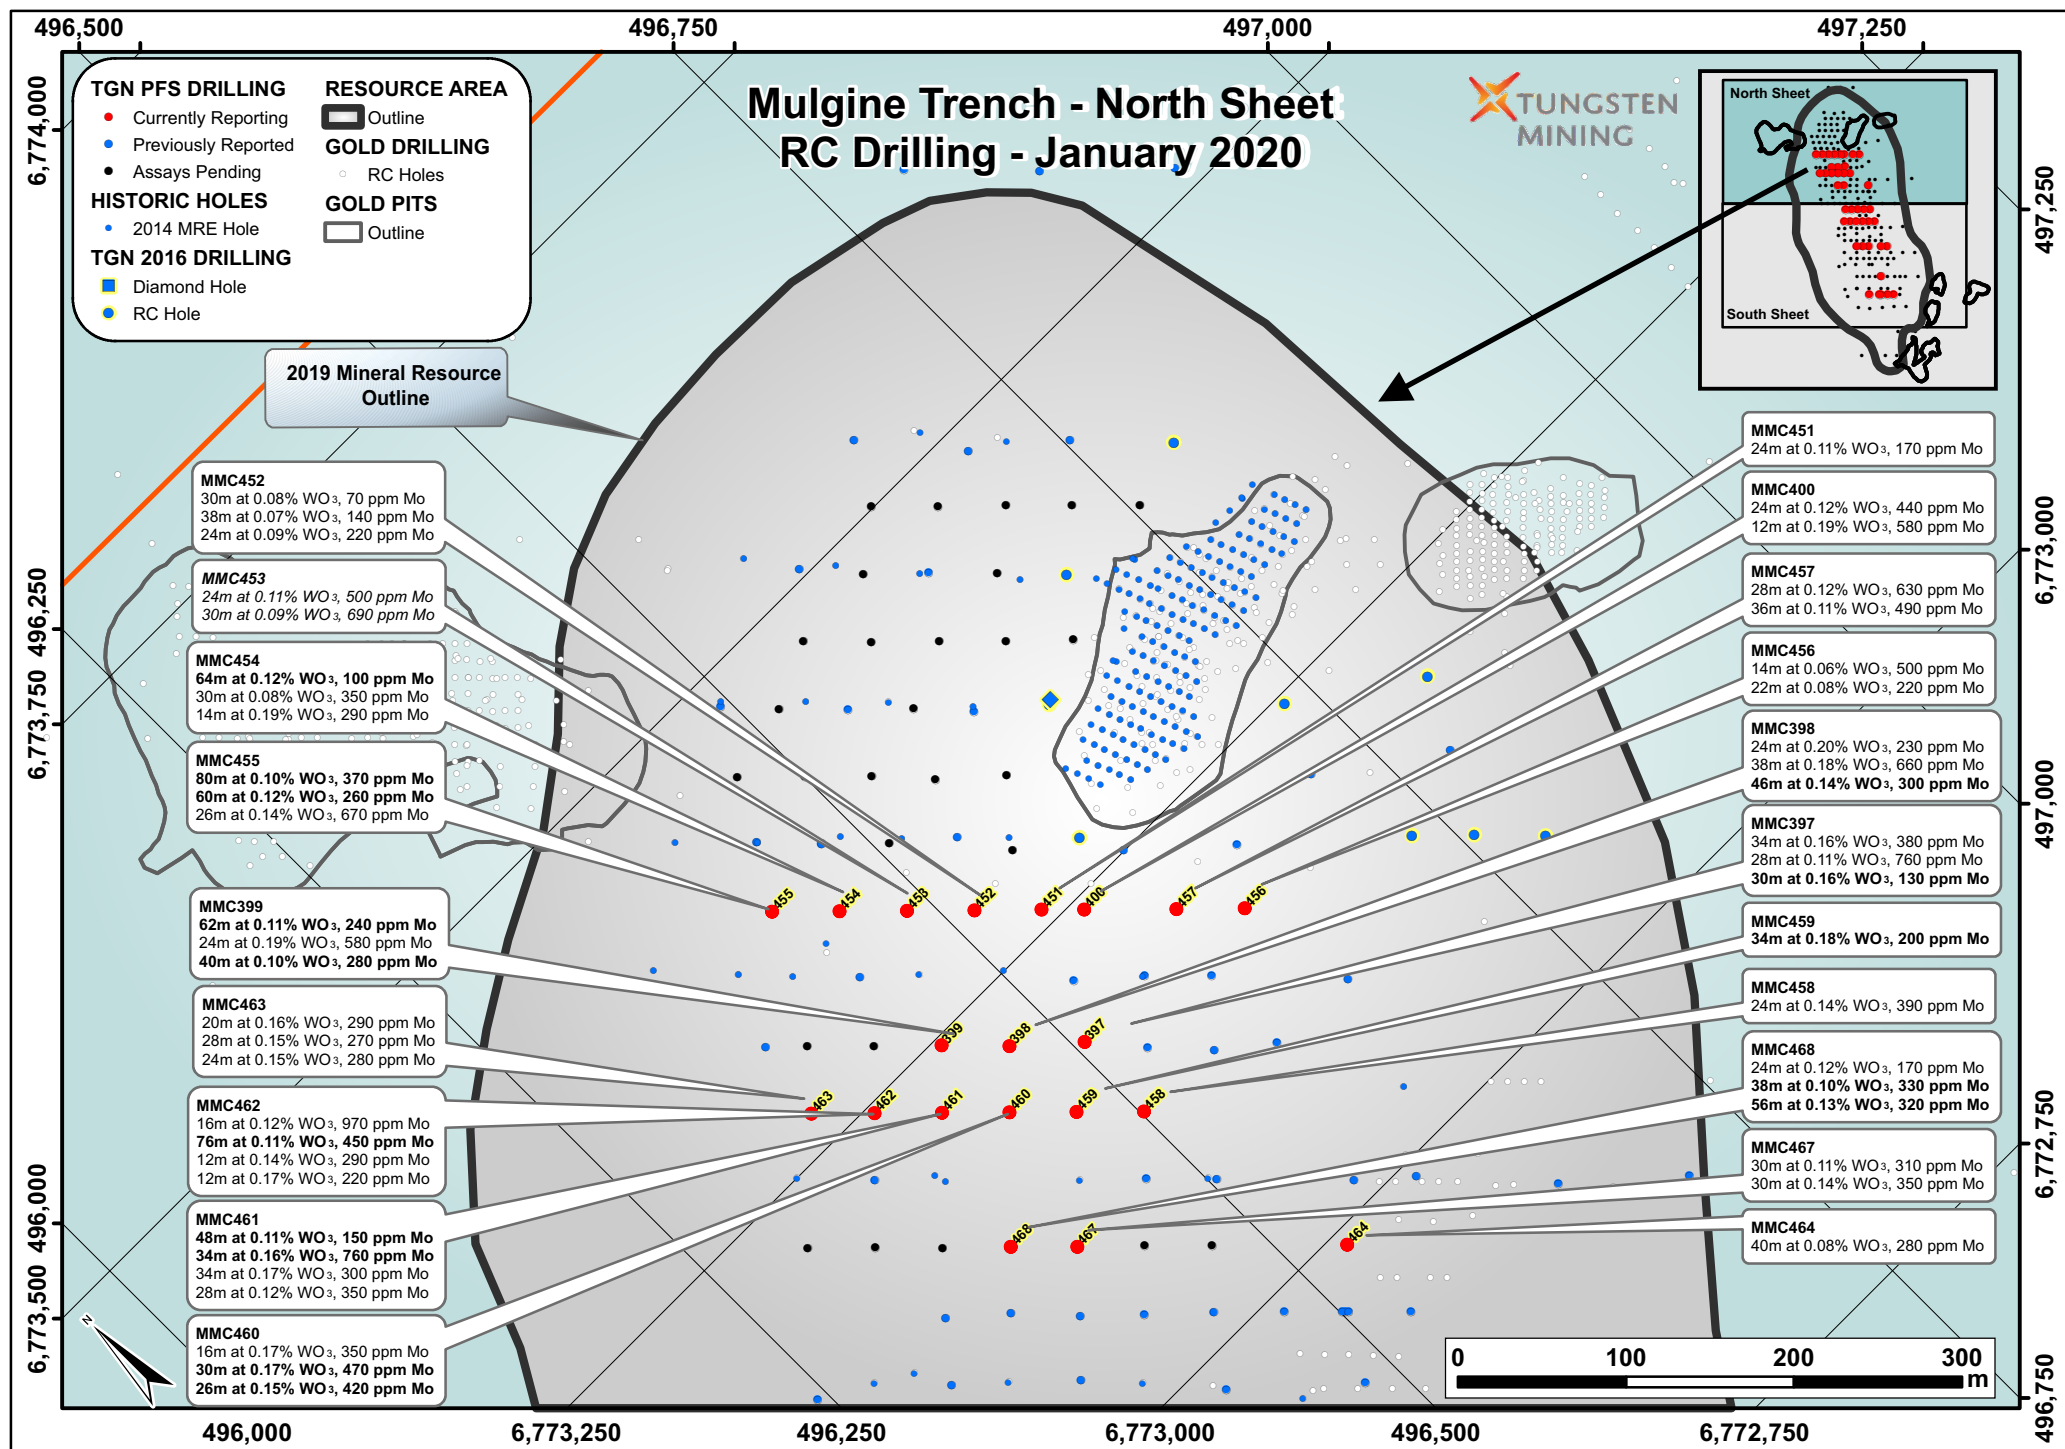 496,500
496,750
497,000
497,250
6,774,000
496,250
6,773,750
496,000
6,773,500
497,250
6,773,000
497,000
6,772,750
496,750
Mulgine Trench - North Sheet
RC Drilling - January 2020
TUNGSTEN
MINING
TGN PFS DRILLING
Currently Reporting
Previously Reported
Assays Pending
HISTORIC HOLES
2014 MRE Hole
TGN 2016 DRILLING
Diamond Hole
RC Hole
RESOURCE AREA
Outline
GOLD DRILLING
RC Holes
GOLD PITS
Outline
North Sheet
South Sheet
2019 Mineral Resource
Outline
MMC452
30m at 0.08% WO3, 70 ppm Mo
38m at 0.07% WO3, 140 ppm Mo
24m at 0.09% WO3, 220 ppm Mo
MMC453
24m at 0.11% WO3, 500 ppm Mo
30m at 0.09% WO3, 690 ppm Mo
MMC454
64m at 0.12% WO3, 100 ppm Mo
30m at 0.08% WO3, 350 ppm Mo
14m at 0.19% WO3, 290 ppm Mo
MMC455
80m at 0.10% WO3, 370 ppm Mo
60m at 0.12% WO3, 260 ppm Mo
26m at 0.14% WO3, 670 ppm Mo
MMC399
62m at 0.11% WO3, 240 ppm Mo
24m at 0.19% WO3, 580 ppm Mo
40m at 0.10% WO3, 280 ppm Mo
MMC463
20m at 0.16% WO3, 290 ppm Mo
28m at 0.15% WO3, 270 ppm Mo
24m at 0.15% WO3, 280 ppm Mo
MMC462
16m at 0.12% WO3, 970 ppm Mo
76m at 0.11% WO3, 450 ppm Mo
12m at 0.14% WO3, 290 ppm Mo
12m at 0.17% WO3, 220 ppm Mo
MMC461
48m at 0.11% WO3, 150 ppm Mo
34m at 0.16% WO3, 760 ppm Mo
34m at 0.17% WO3, 300 ppm Mo
28m at 0.12% WO3, 350 ppm Mo
MMC460
16m at 0.17% WO3, 350 ppm Mo
30m at 0.17% WO3, 470 ppm Mo
26m at 0.15% WO3, 420 ppm Mo
MMC451
24m at 0.11% WO3, 170 ppm Mo
MMC400
24m at 0.12% WO3, 440 ppm Mo
12m at 0.19% WO3, 580 ppm Mo
MMC457
28m at 0.12% WO3, 630 ppm Mo
36m at 0.11% WO3, 490 ppm Mo
MMC456
14m at 0.06% WO3, 500 ppm Mo
22m at 0.08% WO3, 220 ppm Mo
MMC398
24m at 0.20% WO3, 230 ppm Mo
38m at 0.18% WO3, 660 ppm Mo
46m at 0.14% WO3, 300 ppm Mo
MMC397
34m at 0.16% WO3, 380 ppm Mo
28m at 0.11% WO3, 760 ppm Mo
30m at 0.16% WO3, 130 ppm Mo
MMC459
34m at 0.18% WO3, 200 ppm Mo
MMC458
24m at 0.14% WO3, 390 ppm Mo
MMC468
24m at 0.12% WO3, 170 ppm Mo
38m at 0.10% WO3, 330 ppm Mo
56m at 0.13% WO3, 320 ppm Mo
MMC467
30m at 0.11% WO3, 310 ppm Mo
30m at 0.14% WO3, 350 ppm Mo
MMC464
40m at 0.08% WO3, 280 ppm Mo
455
454
453
452
451
400
457
456
399
398
397
463
462
461
460
459
458
468
467
464
N
0
100
200
300
m
496,000
6,773,250
496,250
6,773,000
496,500
6,772,750